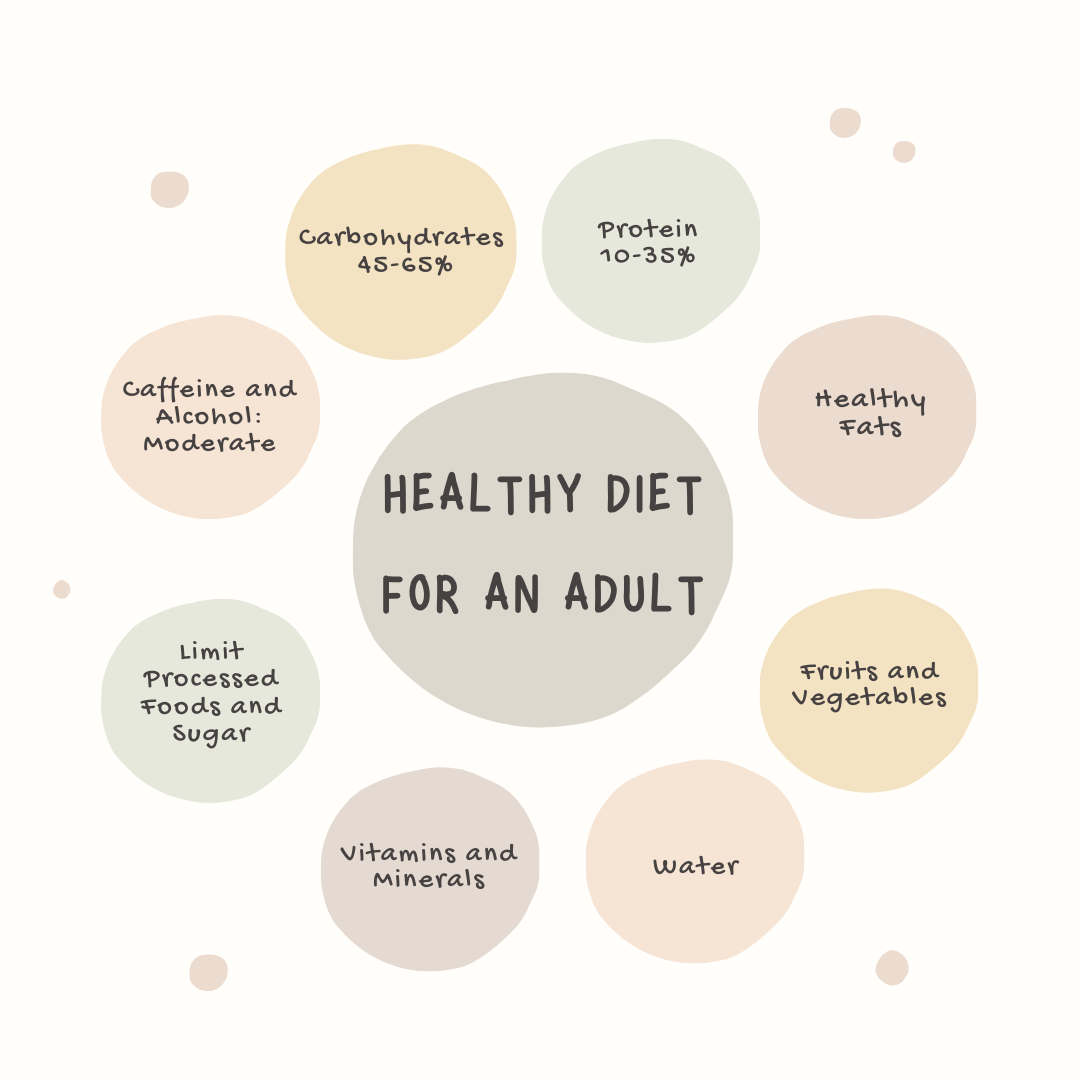 Carbohydrates
45-65%
Protein
10-35%
Caffeine and
Alcohol:
Moderate
Healthy
Fats
HEALTHY DIET
FOR AN ADULT
Limit
Processed
Foods and
Sugar
Fruits and
Vegetables
Vitamins and
Minerals
Water